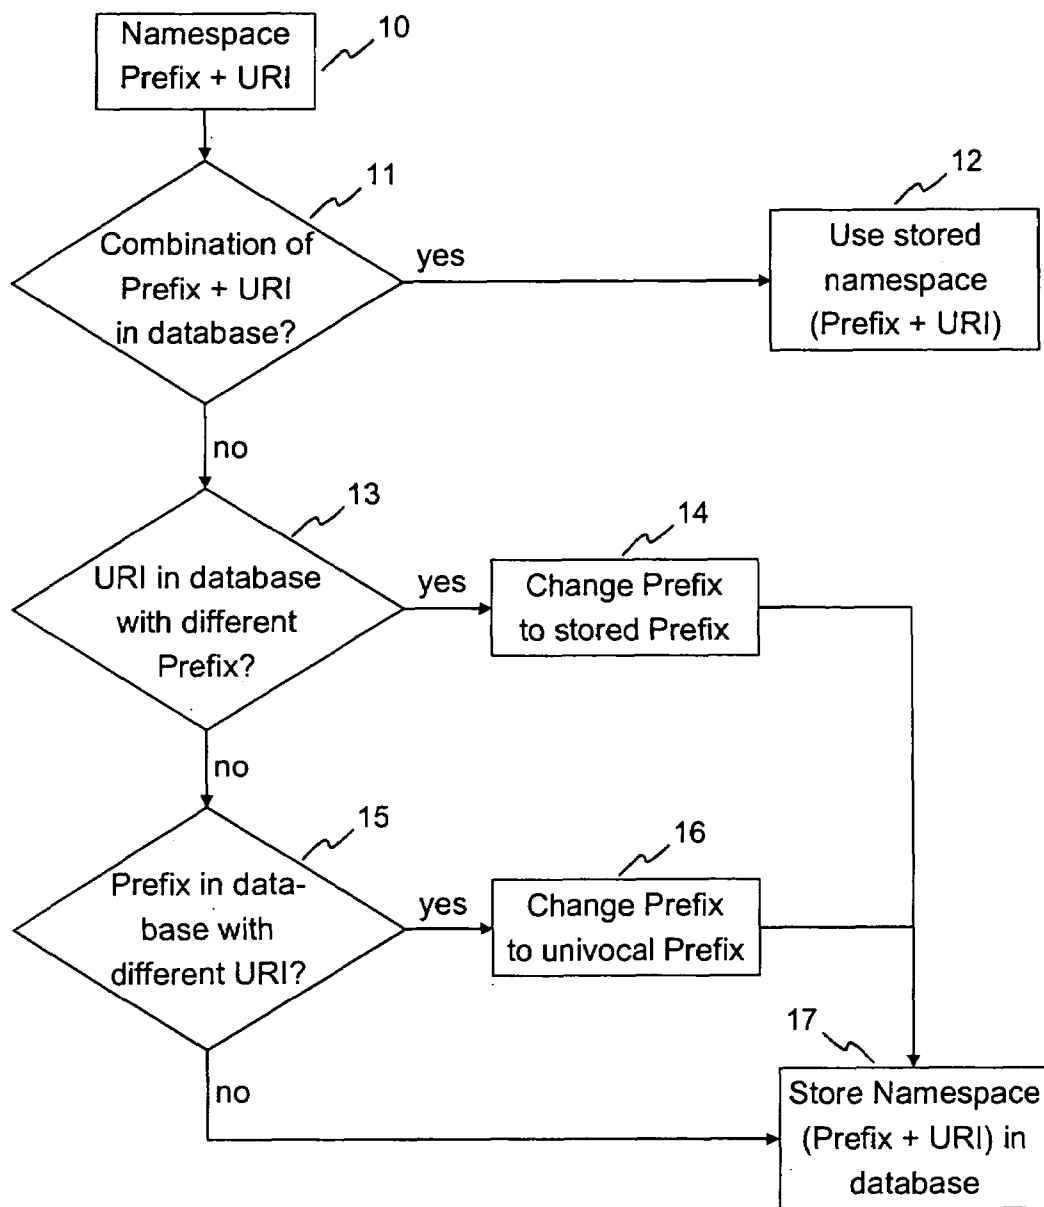 Namespace
Prefix + URI
10
11
Combination of
Prefix + URI
in database?
yes
12
Use stored
namespace
(Prefix + URI)
no
13
URI in database
with different
Prefix?
yes
14
Change Prefix
to stored Prefix
no
15
Prefix in data-
base with
different URI?
yes
16
Change Prefix
to univocal Prefix
no
17
Store Namespace
(Prefix + URI) in
database